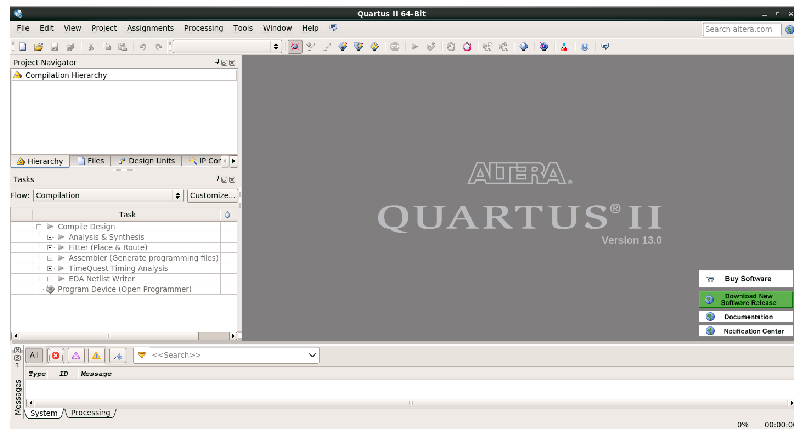 Quartus II 64-Bit
File Edit View Project Assignments Processing Tools Window Help
Search altera.com
Project Navigator
Compilation Hierarchy
Hierarchy Files Design Units IP Cor
Tasks
Flow: Compilation Customize...
Task
Compile Design
Analysis & Synthesis
Fitter (Place & Route)
Assembler (Generate programming files)
TimeQuest Timing Analysis
EDA Netlist Writer
Program Device (Open Programmer)
ALTERA®
QUARTUS® II
Version 13.0
Buy Software
Download New
Software Release
Documentation
Notification Center
All <<Search>>
Type ID Message
Messages
System Processing
0% 00:00:0